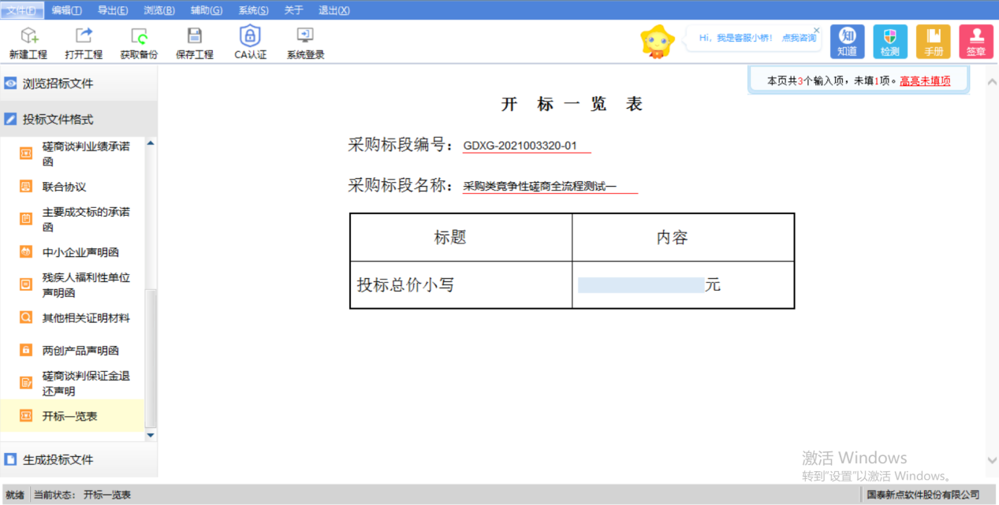 文件(F) 编辑(T) 导出(E) 浏览(B) 辅助(G) 系统(S) 关于 退出(X)
新建工程 打开工程 获取备份 保存工程 CA认证 系统登录
Hi，我是客服小桥！ 点我咨询
知 知道 检测 手册 签章
浏览招标文件
投标文件格式
磋商谈判业绩承诺
函
联合协议
主要成交标的承诺
函
中小企业声明函
残疾人福利性单位
声明函
其他相关证明材料
两创产品声明函
磋商谈判保证金退
还声明
开标一览表
生成投标文件
本页共3个输入项，未填1项。高亮未填项
开 标 一 览 表
采购标段编号： GDXG-2021003320-01
采购标段名称： 采购类竞争性磋商全流程测试一
标题 内容
投标总价小写 元
激活 Windows
转到"设置"以激活 Windows。
就绪 当前状态： 开标一览表 国泰新点软件股份有限公司